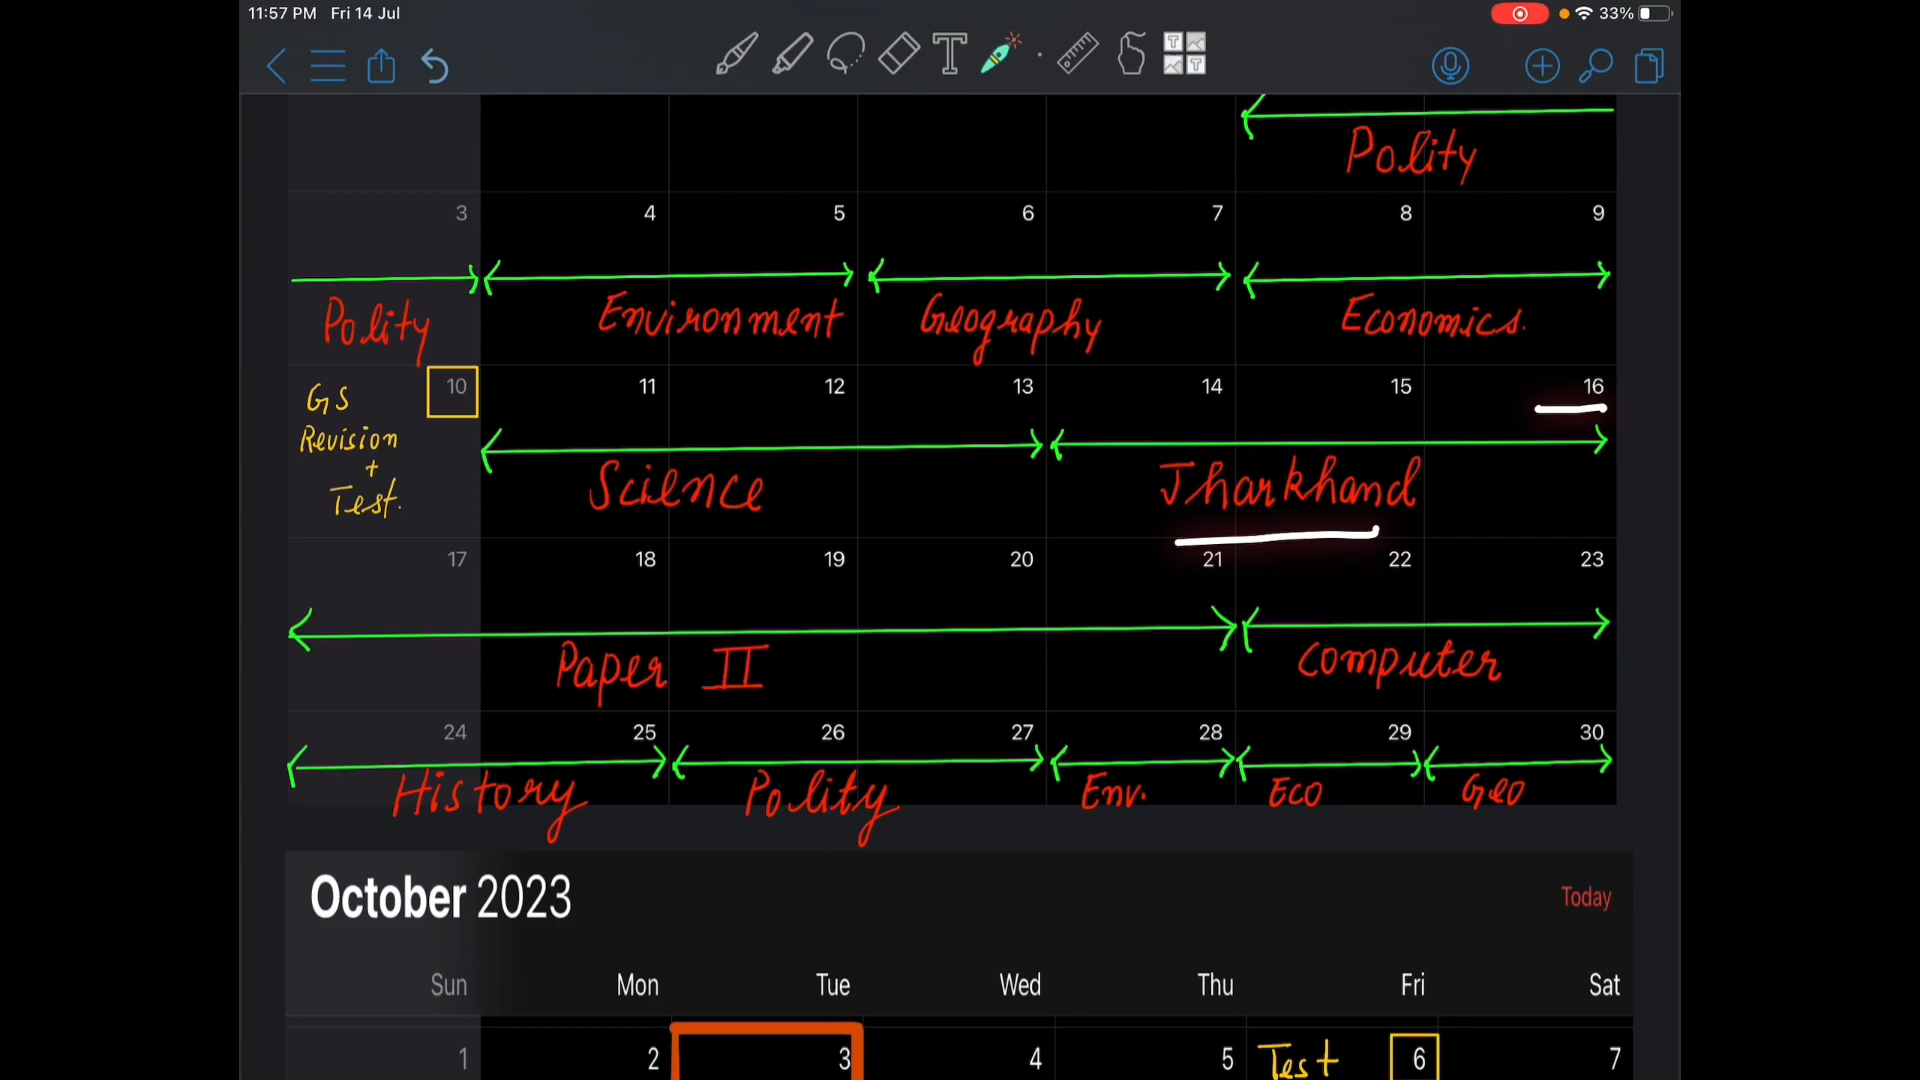 11:57 PM Fri 14 Jul
33%
Polity
3 4 5 6 7 8 9
Polity Environment Geography Economics.
10 11 12 13 14 15 16
GS
Revision
+
Test.
Science Jharkhand
17 18 19 20 21 22 23
Paper II Computer
24 25 26 27 28 29 30
History Polity Env. Eco Geo
October 2023 Today
Sun Mon Tue Wed Thu Fri Sat
1 2 3 4 5 Test 6 7